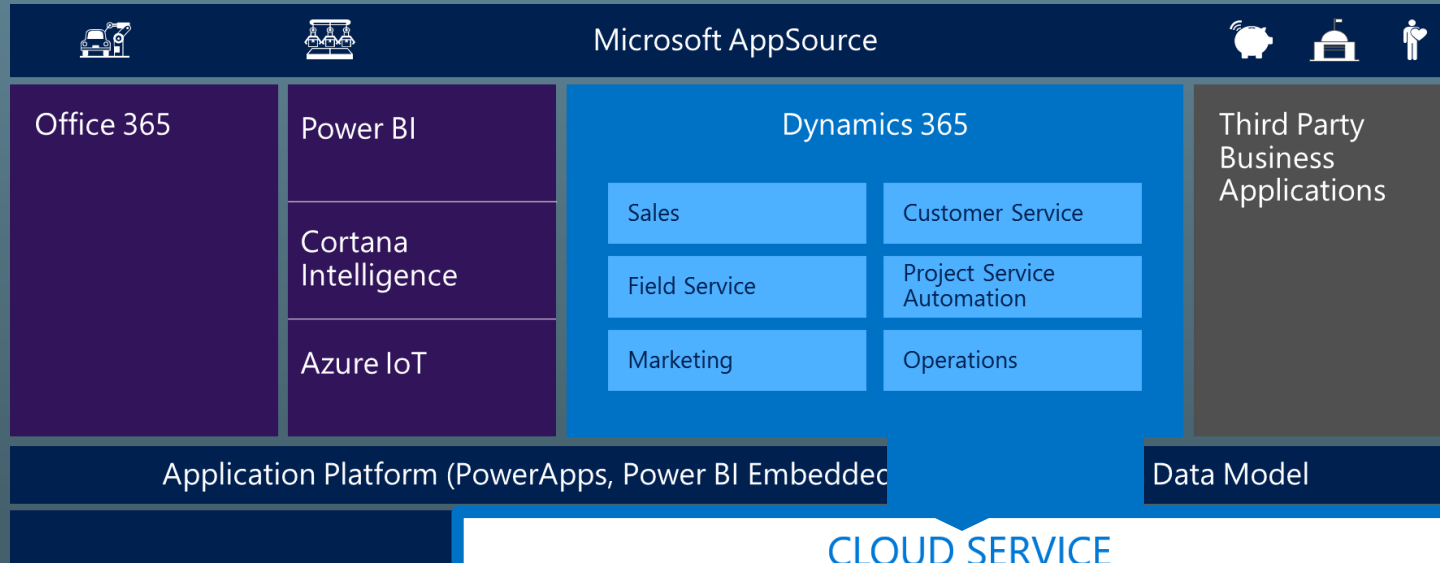 Microsoft AppSource
Office 365
Power BI
Cortana
Intelligence
Azure IoT
Dynamics 365
Sales
Customer Service
Field Service
Project Service
Automation
Marketing
Operations
Third Party
Business
Applications
Application Platform (PowerApps, Power BI
Data Model
CLOUD SERVICE